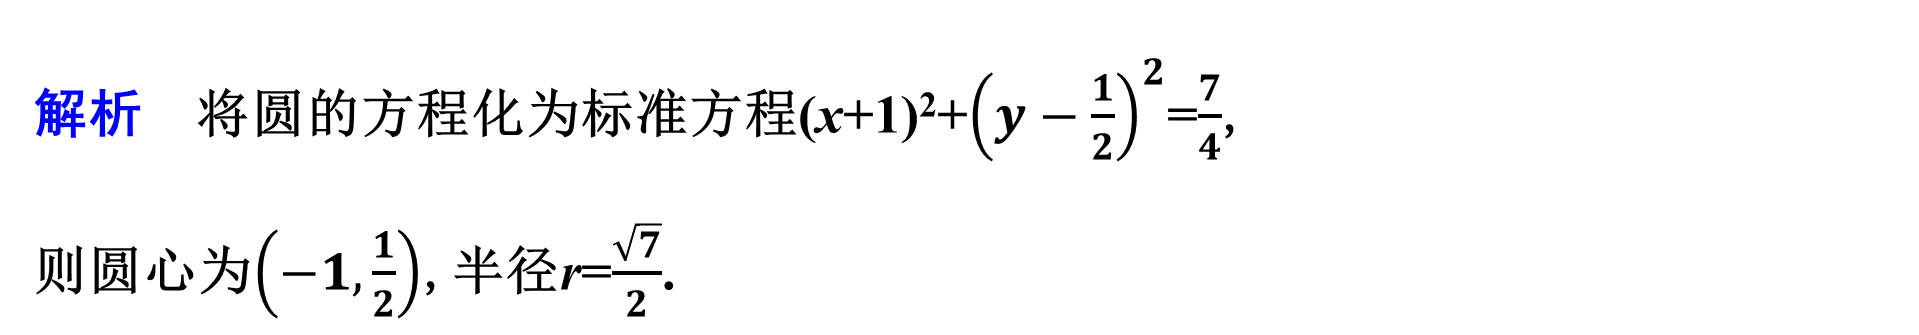 解析 将圆的方程化为标准方程(x+1)²+(y − 1/2)²=7/4,
则圆心为(−1,1/2), 半径r=√7/2.